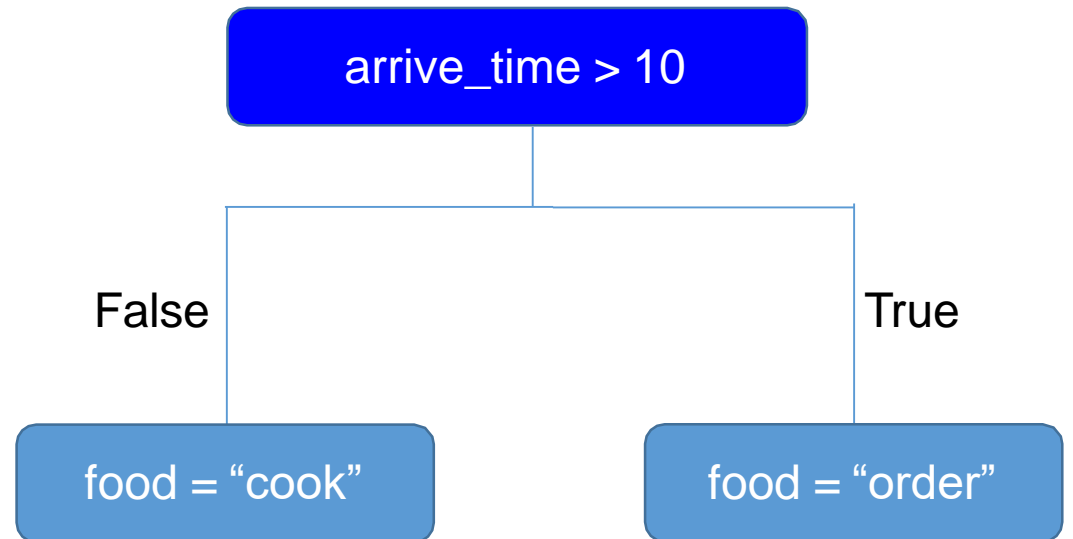 arrive_time > 10
False
True
food = “cook”
food = “order”